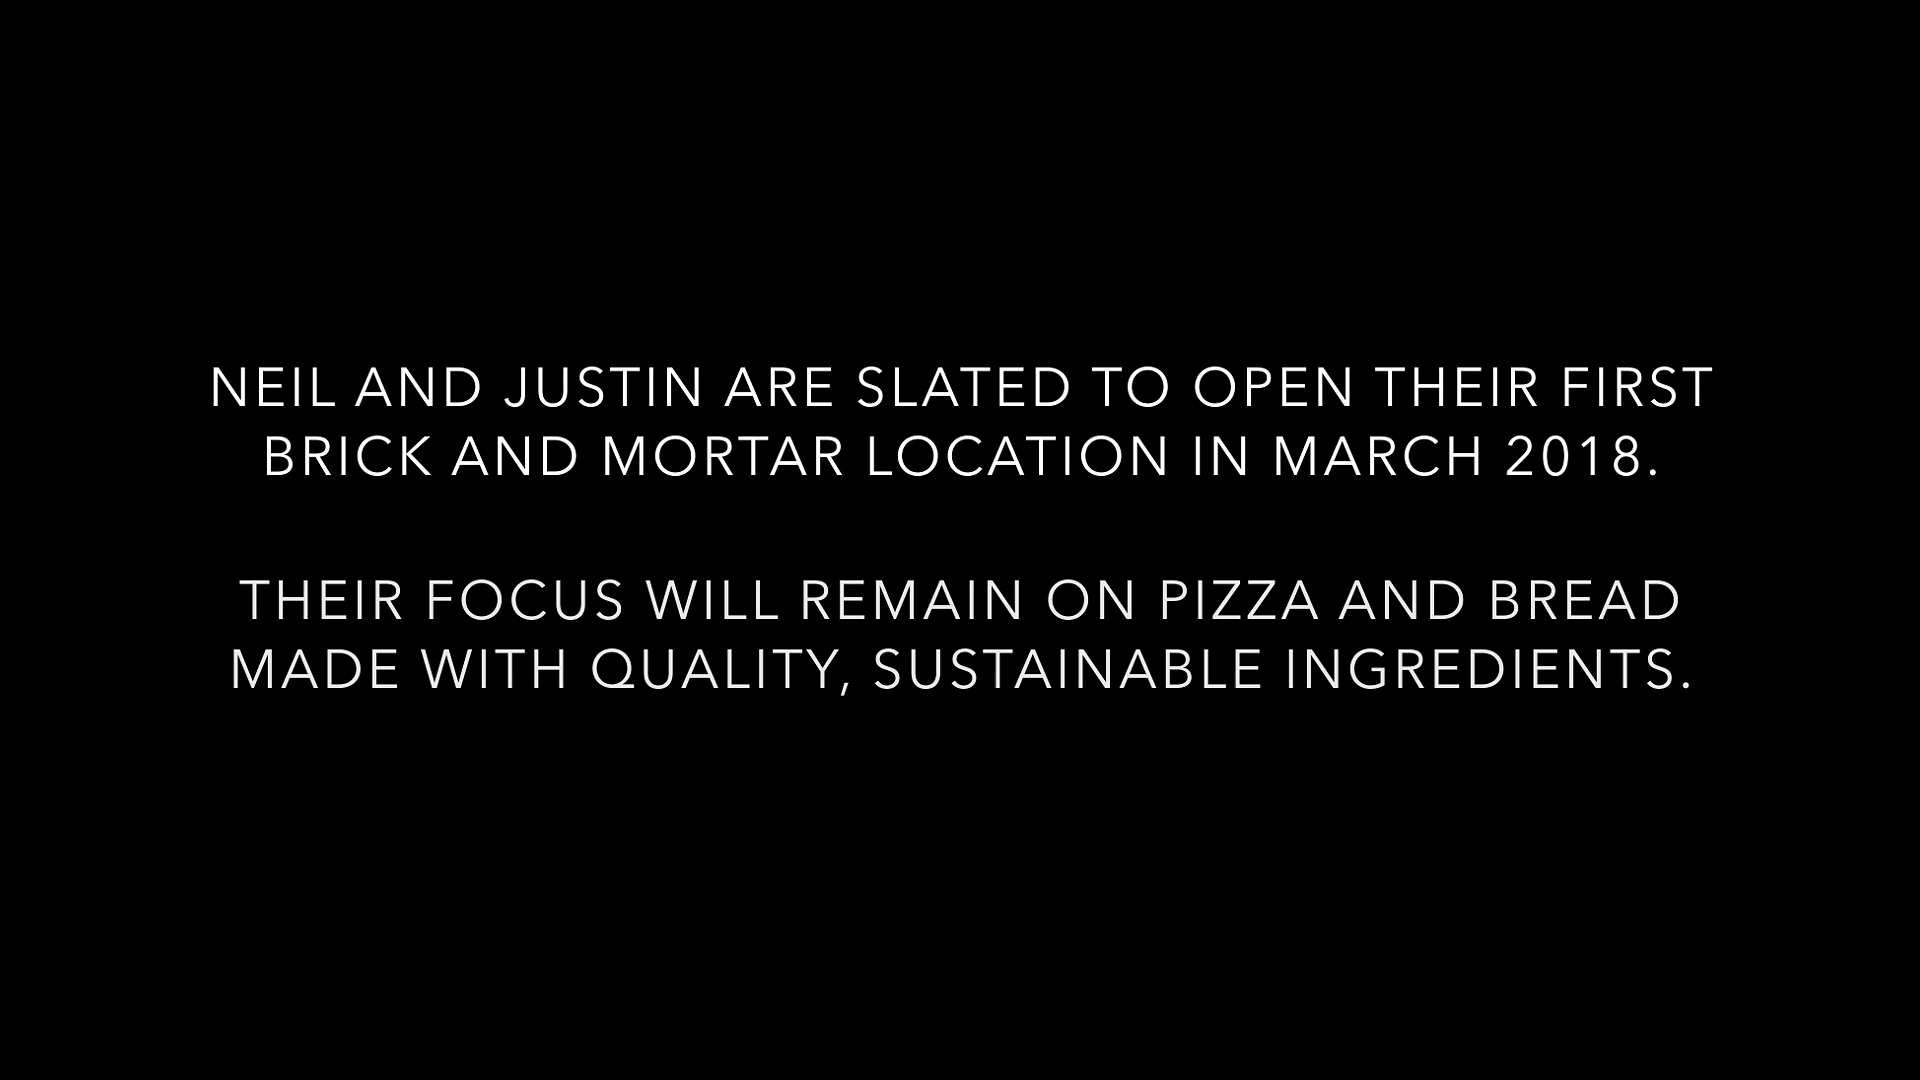 NEIL AND JUSTIN ARE SLATED TO OPEN THEIR FIRST
BRICK AND MORTAR LOCATION IN MARCH 2018.
THEIR FOCUS WILL REMAIN ON PIZZA AND BREAD
MADE WITH QUALITY, SUSTAINABLE INGREDIENTS.